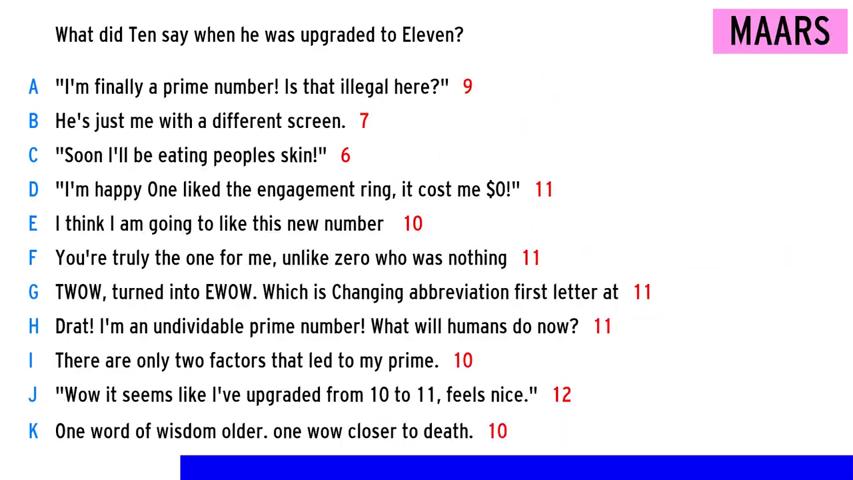 What did Ten say when he was upgraded to Eleven?
MAARS
A "I'm finally a prime number! Is that illegal here?" 9
B He's just me with a different screen. 7
C "Soon I'll be eating peoples skin!" 6
D "I'm happy One liked the engagement ring, it cost me $0!" 11
E I think I am going to like this new number 10
F You're truly the one for me, unlike zero who was nothing 11
G TWOW, turned into EWOW. Which is Changing abbreviation first letter at 11
H Drat! I'm an undividable prime number! What will humans do now? 11
I There are only two factors that led to my prime. 10
J "Wow it seems like I've upgraded from 10 to 11, feels nice." 12
K One word of wisdom older. one wow closer to death. 10